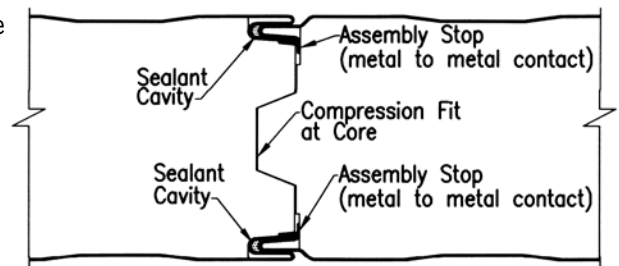 e
Assembly Stop
(metal to metal contact)
Sealant
Cavity
Compression Fit
at Core
Sealant
Cavity
Assembly Stop
(metal to metal contact)